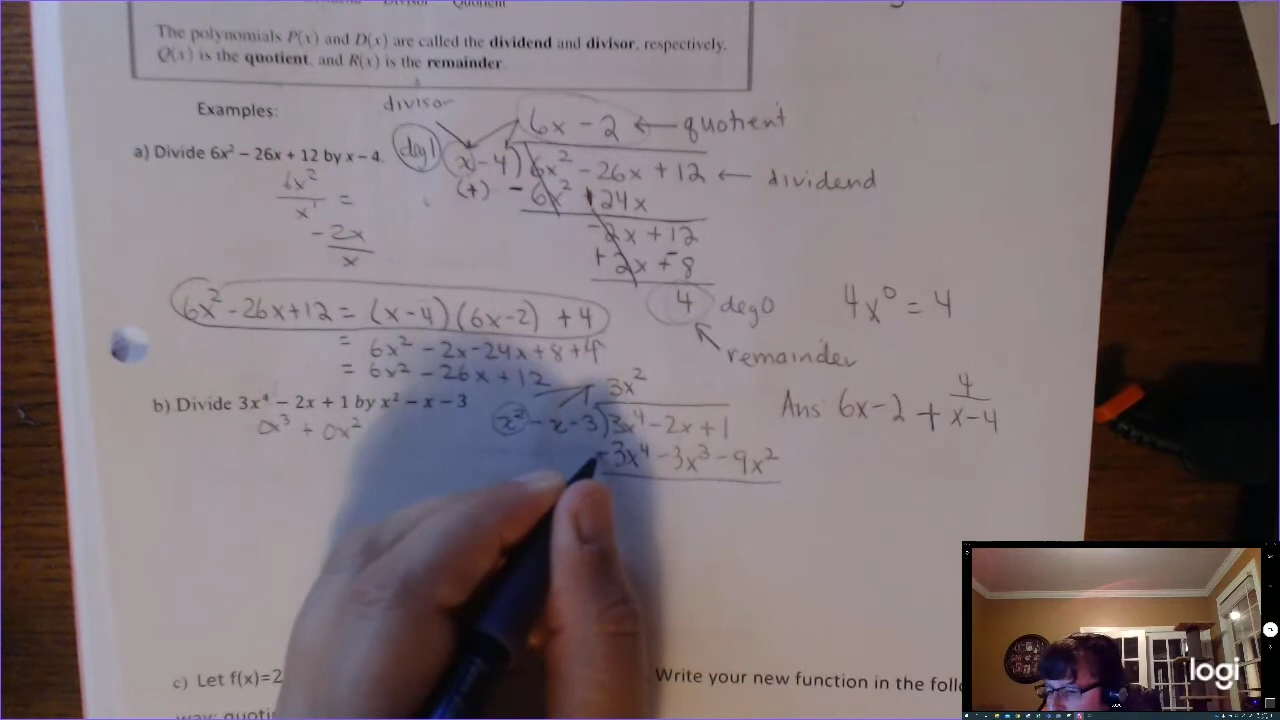 The polynomials P(x) and D(x) are called the dividend and divisor, respectively,
Q(x) is the quotient, and R(x) is the remainder.
Examples:
divisor
6x - 2 ← quotient
a) Divide 6x² – 26x + 12 by x – 4.
deg 1
x - 4 ) 6x² - 26x + 12 ← dividend
(+) - 6x² + 24x
6x²/x¹ =
-2x/x
-2x + 12
+ 2x + - 8
4 deg 0
4x⁰ = 4
remainder
6x² - 26x + 12 = (x-4)(6x-2) + 4
= 6x² - 2x - 24x + 8 + 4
= 6x² - 26x + 12
b) Divide 3x⁴ – 2x + 1 by x² – x – 3
0x³ + 0x²
3x²
x² - x - 3 ) 3x⁴ - 2x + 1
- 3x⁴ - 3x³ - 9x²
Ans 6x - 2 + 4/(x-4)
c) Let f(x)=2
Write your new function in the
way:
logi